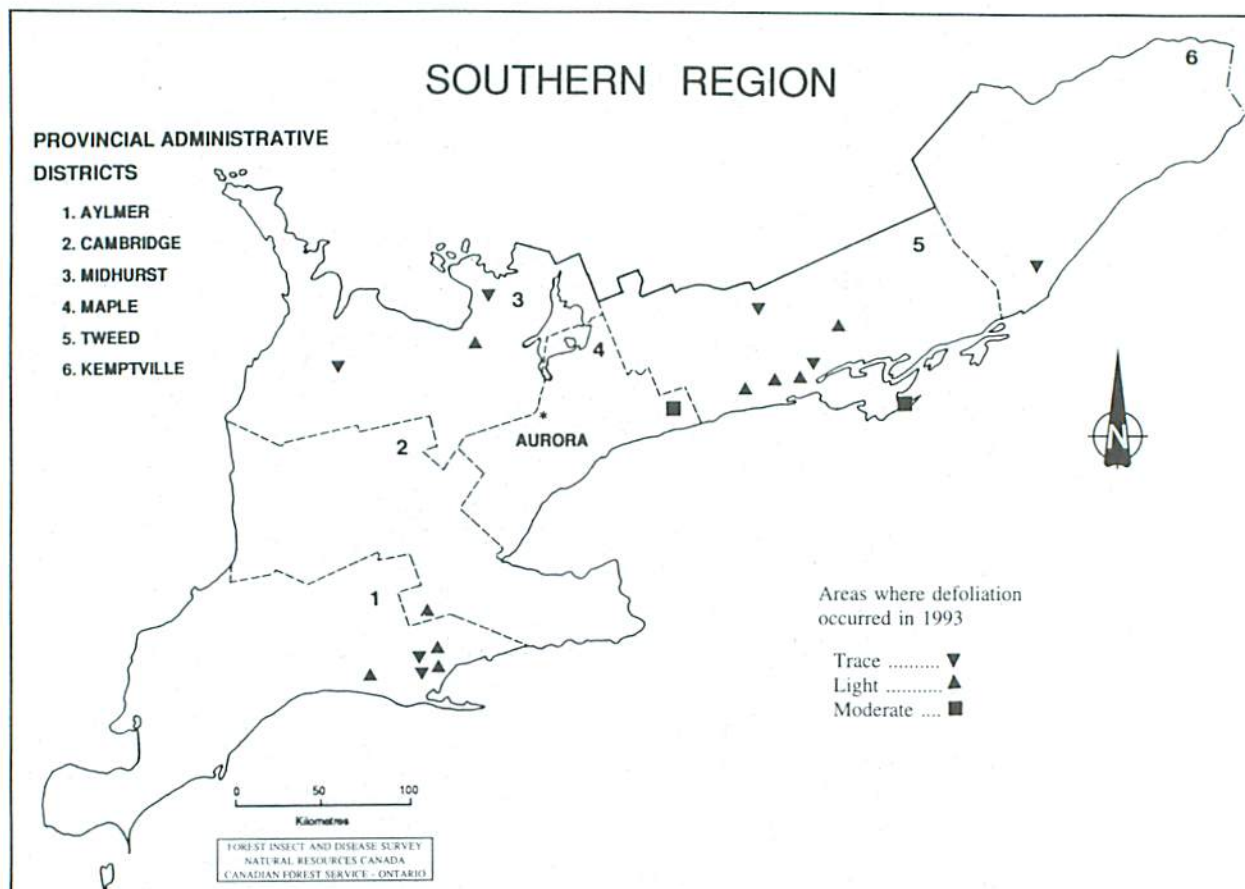 SOUTHERN REGION
6
PROVINCIAL ADMINISTRATIVE
DISTRICTS
1. AYLMER
2. CAMBRIDGE
3. MIDHURST
4. MAPLE
5. TWEED
6. KEMPTVILLE
5
3
4
AURORA
2
N
1
Areas where defoliation
occurred in 1993
Trace ..........
Light ...........
Moderate ....
0 50 100
Kilometres
FOREST INSECT AND DISEASE SURVEY
NATURAL RESOURCES CANADA
CANADIAN FOREST SERVICE - ONTARIO